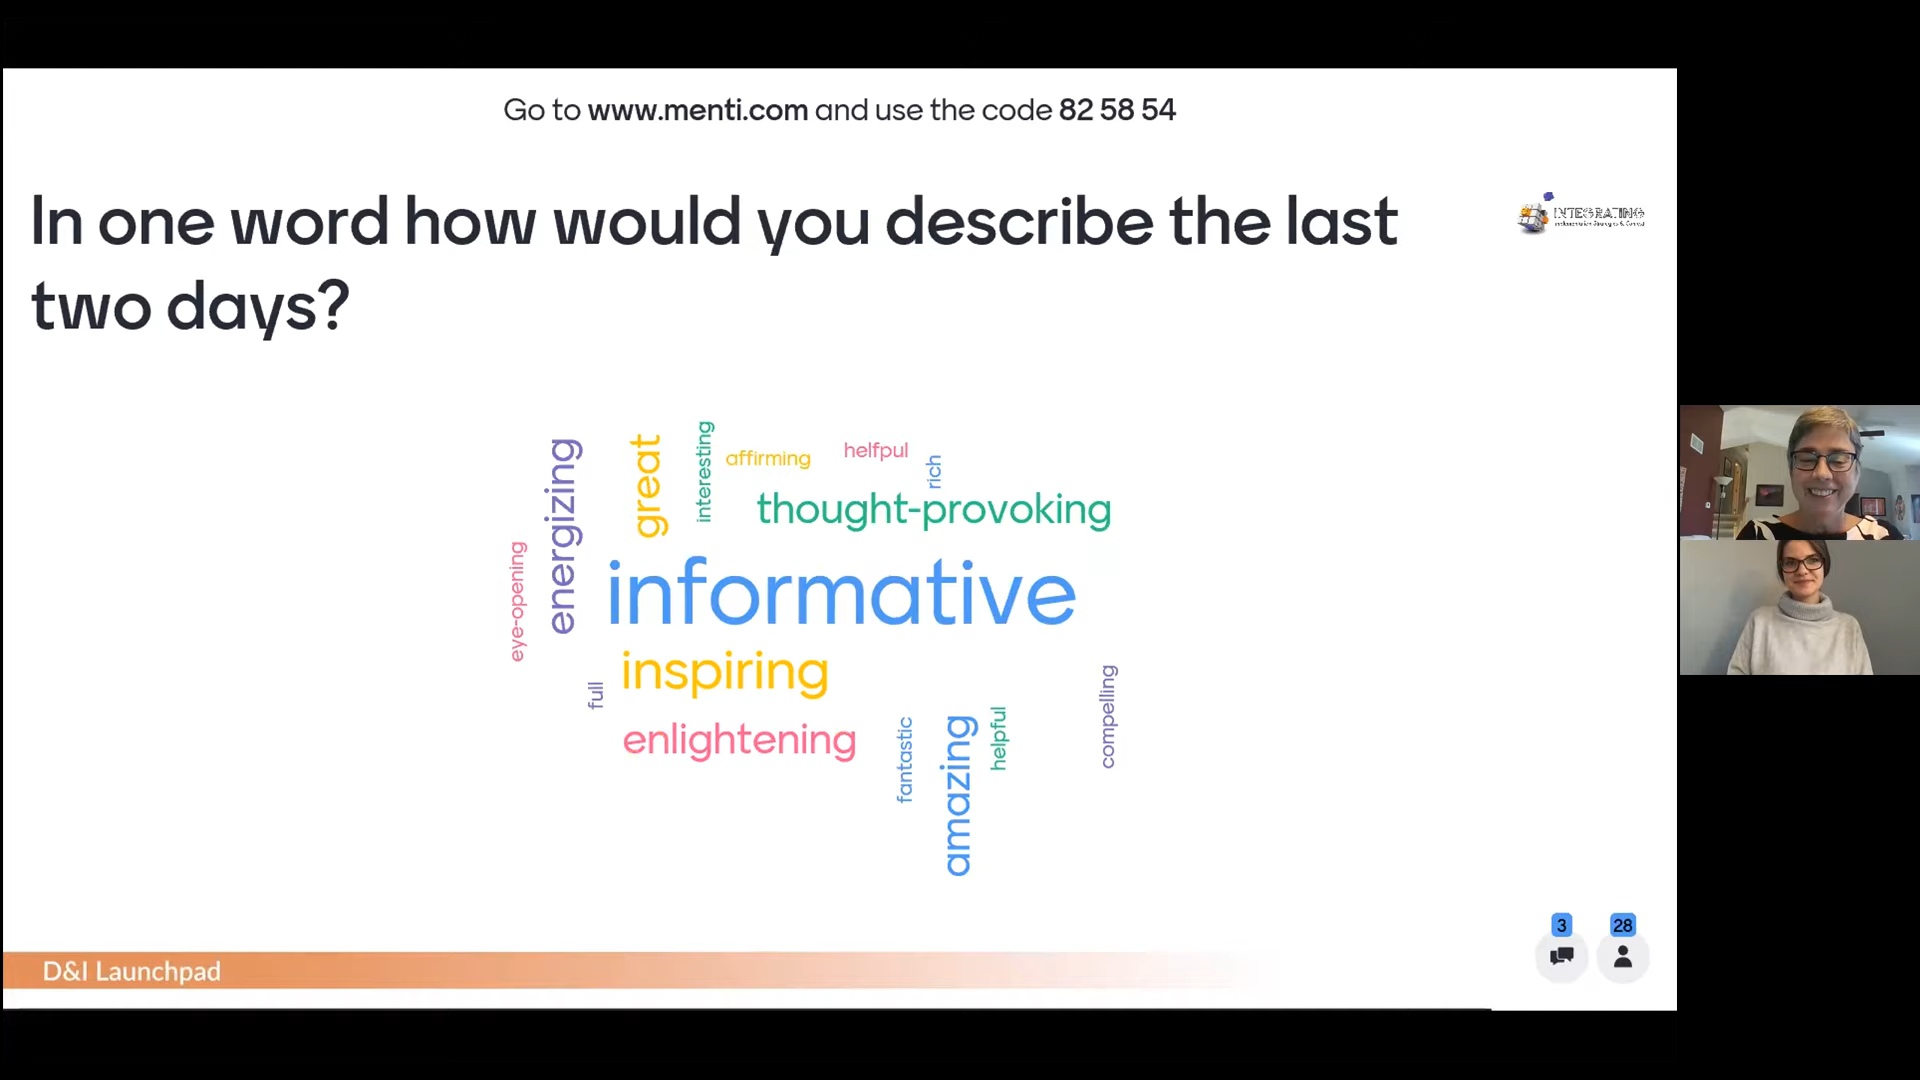 Go to www.menti.com and use the code 82 58 54
In one word how would you describe the last
two days?
INTEGRATING
energizing
great
interesting
affirming
helfpul
rich
thought-provoking
eye-opening
informative
inspiring
full
enlightening
fantastic
amazing
helpful
compelling
3
28
D&I Launchpad